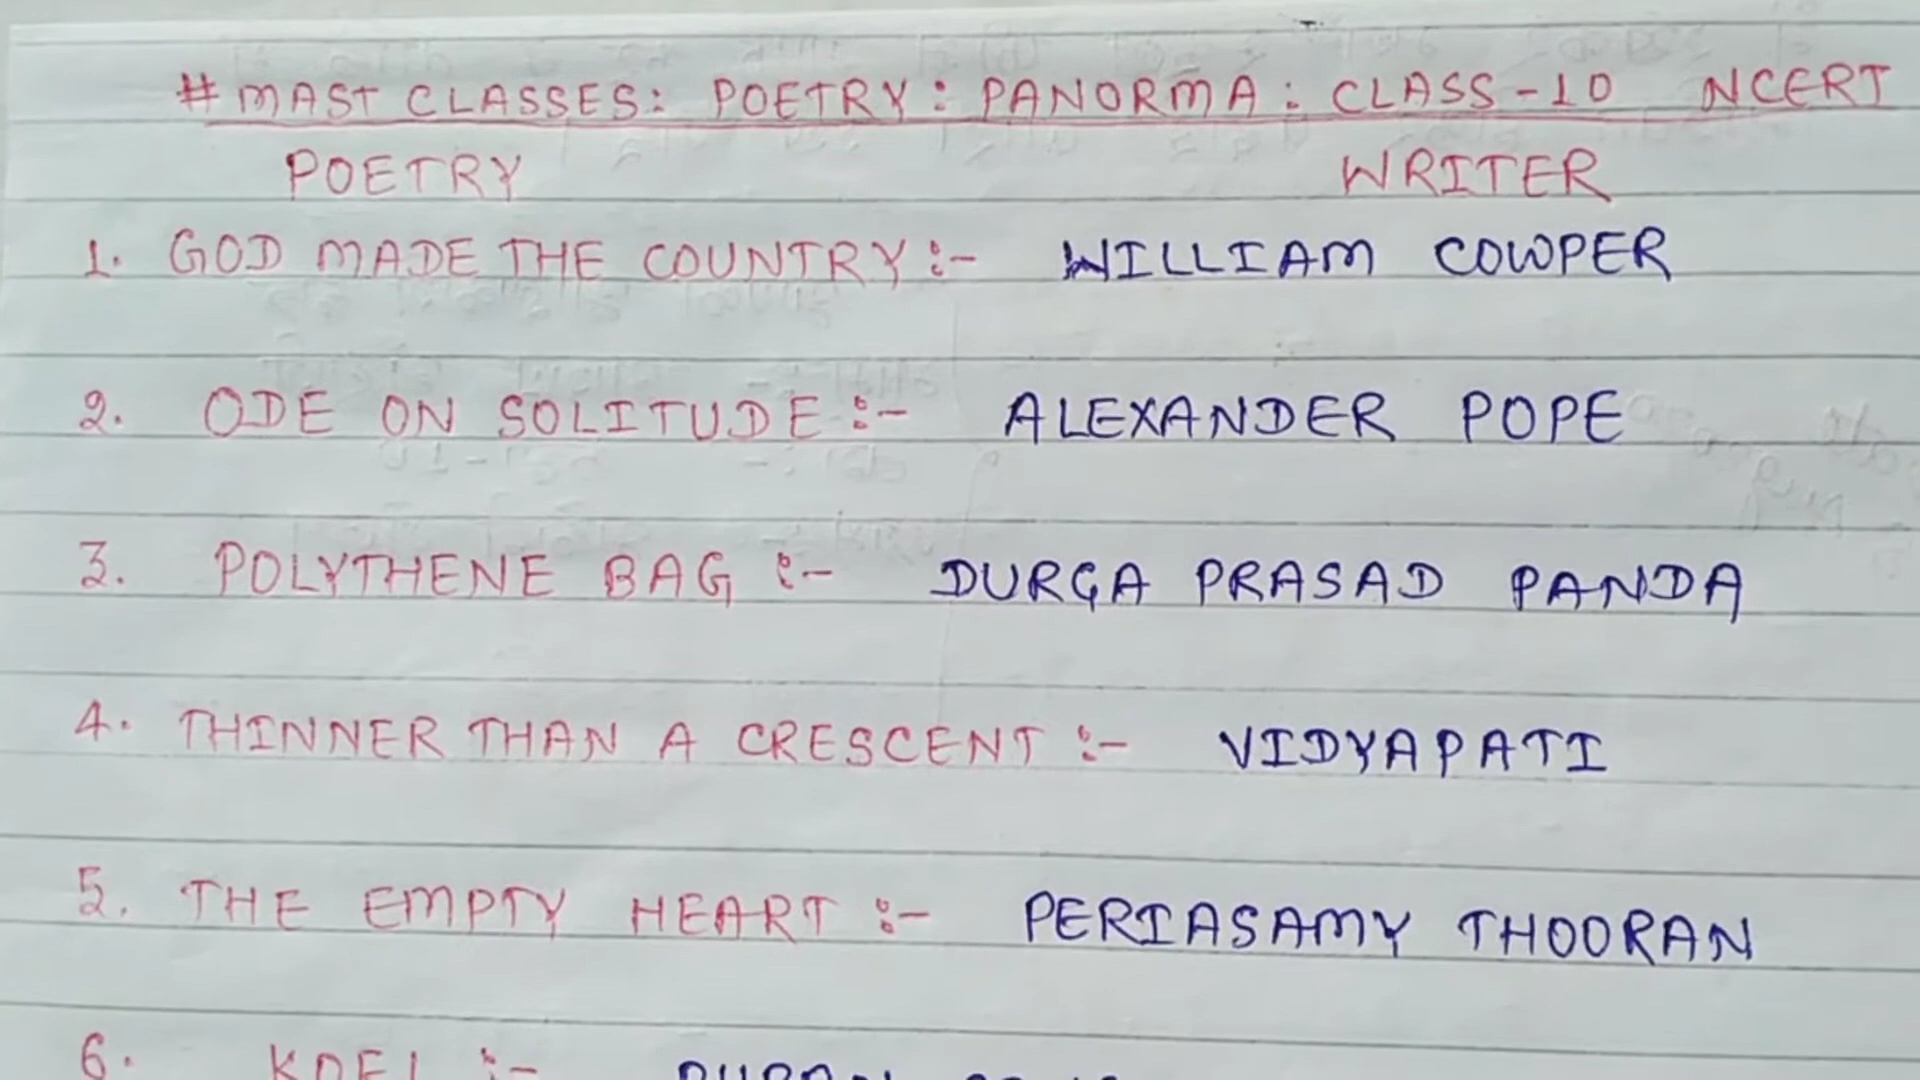 # MAST CLASSES: POETRY: PANORMA: CLASS-10 NCERT
POETRY WRITER
1. GOD MADE THE COUNTRY:- WILLIAM COWPER
2. ODE ON SOLITUDE:- ALEXANDER POPE
3. POLYTHENE BAG :- DURGA PRASAD PANDA
4. THINNER THAN A CRESCENT :- VIDYAPATI
5. THE EMPTY HEART :- PERIASAMY THOORAN
6. KOEL :-